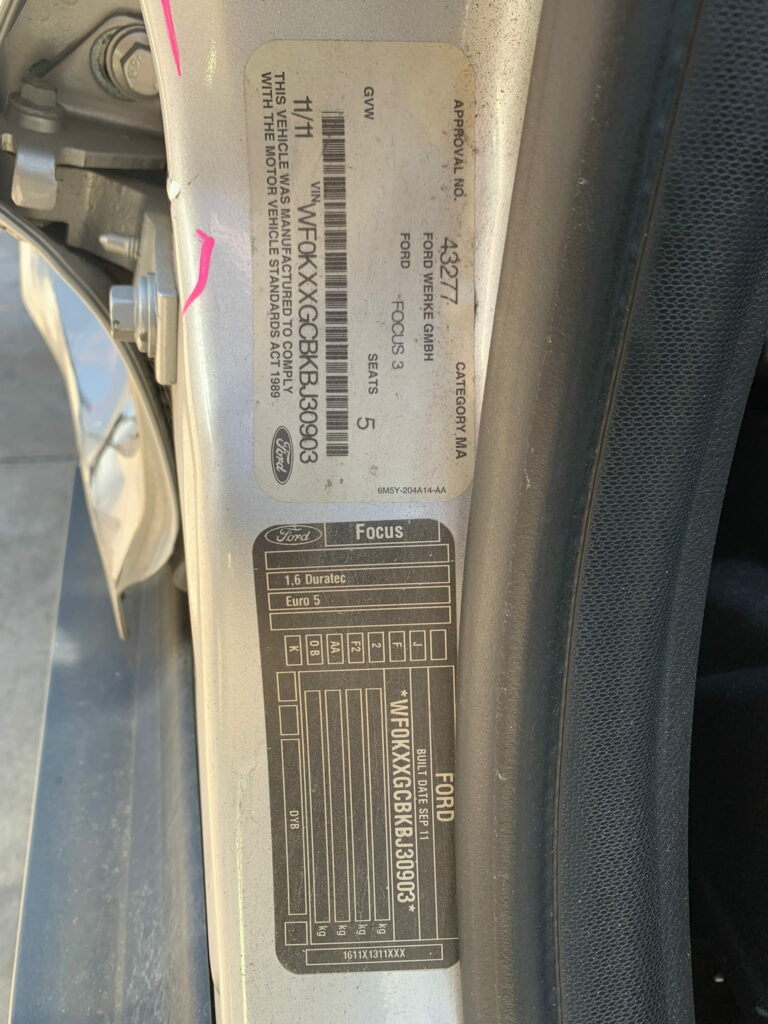 APPROVAL NO. 43277 CATEGORY MA
FORD WERKE GMBH
FORD FOCUS 3
GVW SEATS 5
11/11 VIN WF0KXXGCBKBJ30903
THIS VEHICLE WAS MANUFACTURED TO COMPLY
WITH THE MOTOR VEHICLE STANDARDS ACT 1989
Ford
6M5Y-204A14-AA
Ford Focus
1,6 Duratec
Euro 5
K 0B AA F2 2 F J
FORD
BUILT DATE SEP 11
*WF0KXXGCBKBJ30903*
kg
kg
kg
kg
DYB
1611X1311XXX